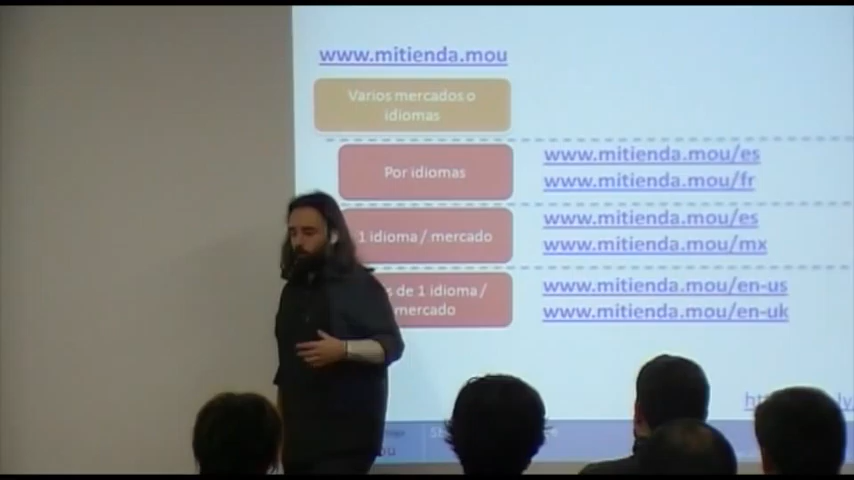 www.mitienda.mou
Varios mercados o
idiomas
Por idiomas
www.mitienda.mou/es
www.mitienda.mou/fr
1 idioma / mercado
www.mitienda.mou/es
www.mitienda.mou/mx
de 1 idioma /
mercado
www.mitienda.mou/en-us
www.mitienda.mou/en-uk